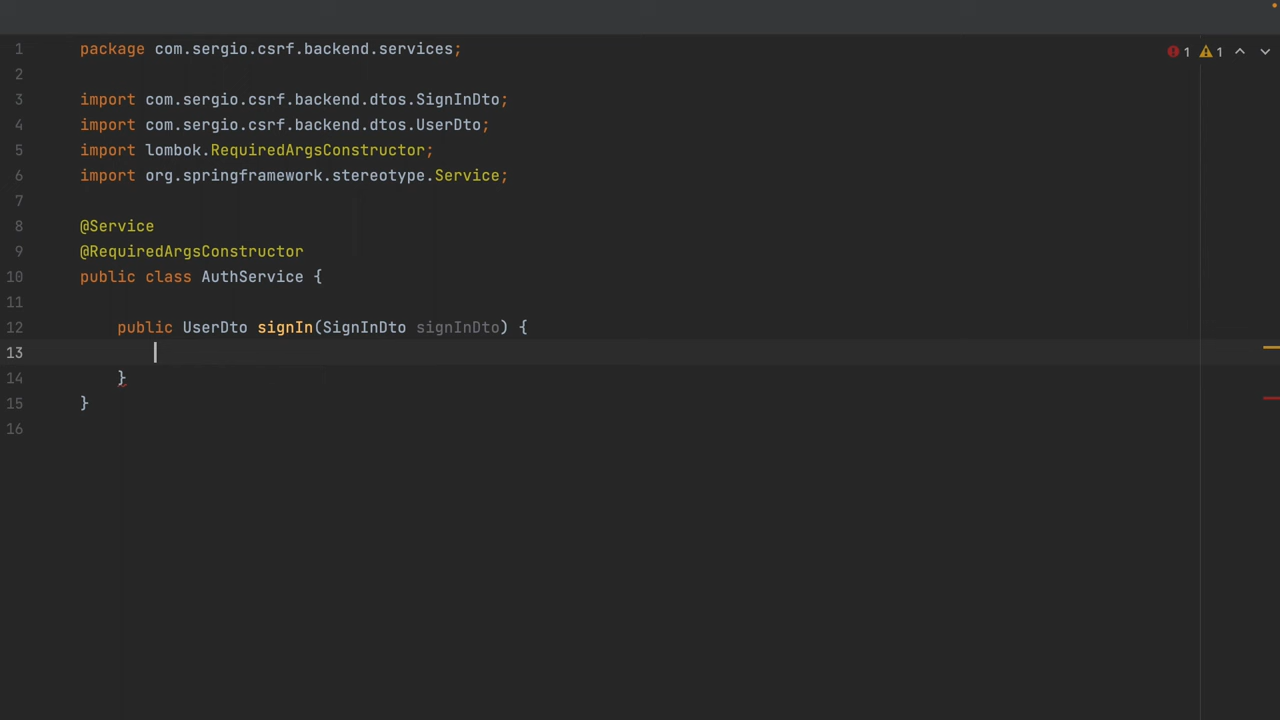 1 package com.sergio.csrf.backend.services;
1 1
2
3 import com.sergio.csrf.backend.dtos.SignInDto;
4 import com.sergio.csrf.backend.dtos.UserDto;
5 import lombok.RequiredArgsConstructor;
6 import org.springframework.stereotype.Service;
7
8 @Service
9 @RequiredArgsConstructor
10 public class AuthService {
11
12 public UserDto signIn(SignInDto signInDto) {
13
14 }
15 }
16